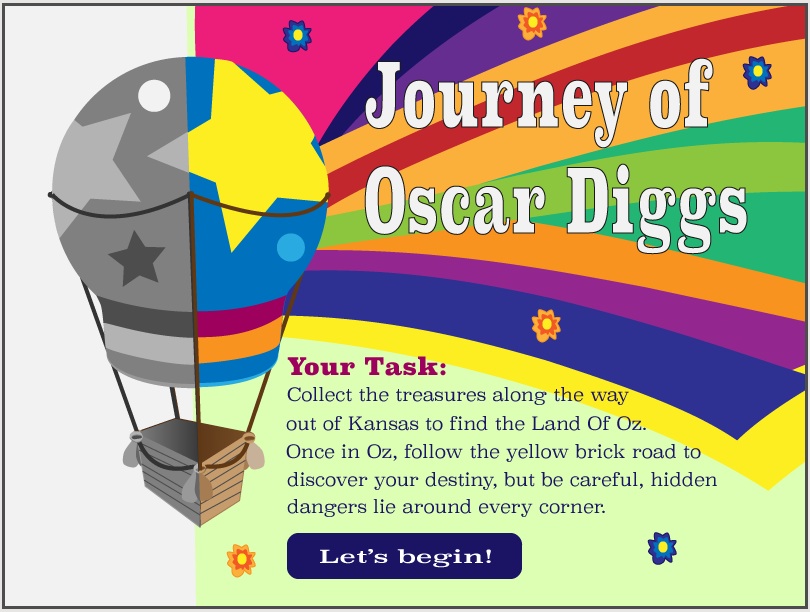 Journey of
Oscar Diggs
Your Task:
Collect the treasures along the way
out of Kansas to find the Land Of Oz.
Once in Oz, follow the yellow brick road to
discover your destiny, but be careful, hidden
dangers lie around every corner.
Let's begin!